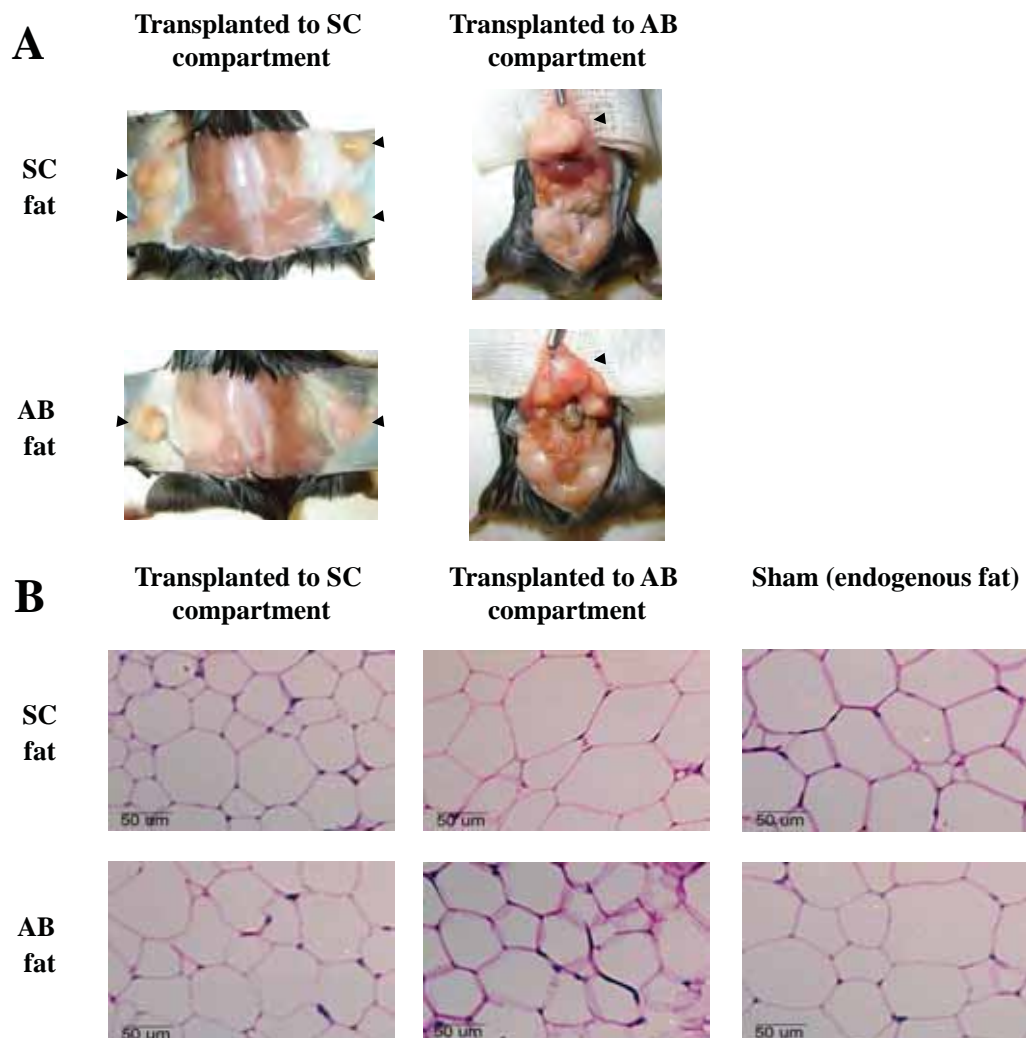 A
Transplanted to SC
compartment
Transplanted to AB
compartment
SC
fat
AB
fat
B
Transplanted to SC
compartment
Transplanted to AB
compartment
Sham (endogenous fat)
SC
fat
50 um
50 um
50 um
AB
fat
50 um
50 um
50 um